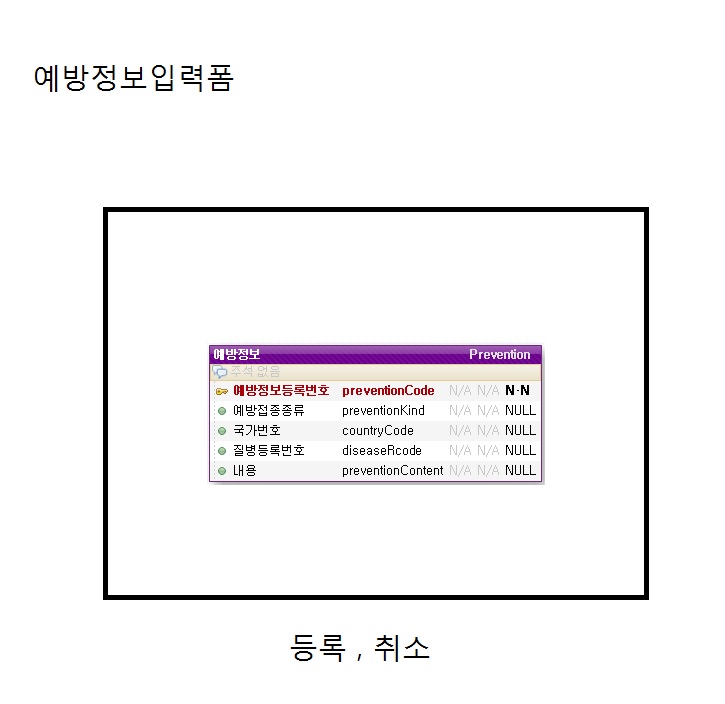 예방정보입력폼
예방정보 Prevention
주석 없음
예방정보등록번호 preventionCode N/A N/A N-N
예방접종종류 preventionKind N/A N/A NULL
국가번호 countryCode N/A N/A NULL
질병등록번호 diseaseRcode N/A N/A NULL
내용 preventionContent N/A N/A NULL
등록 , 취소